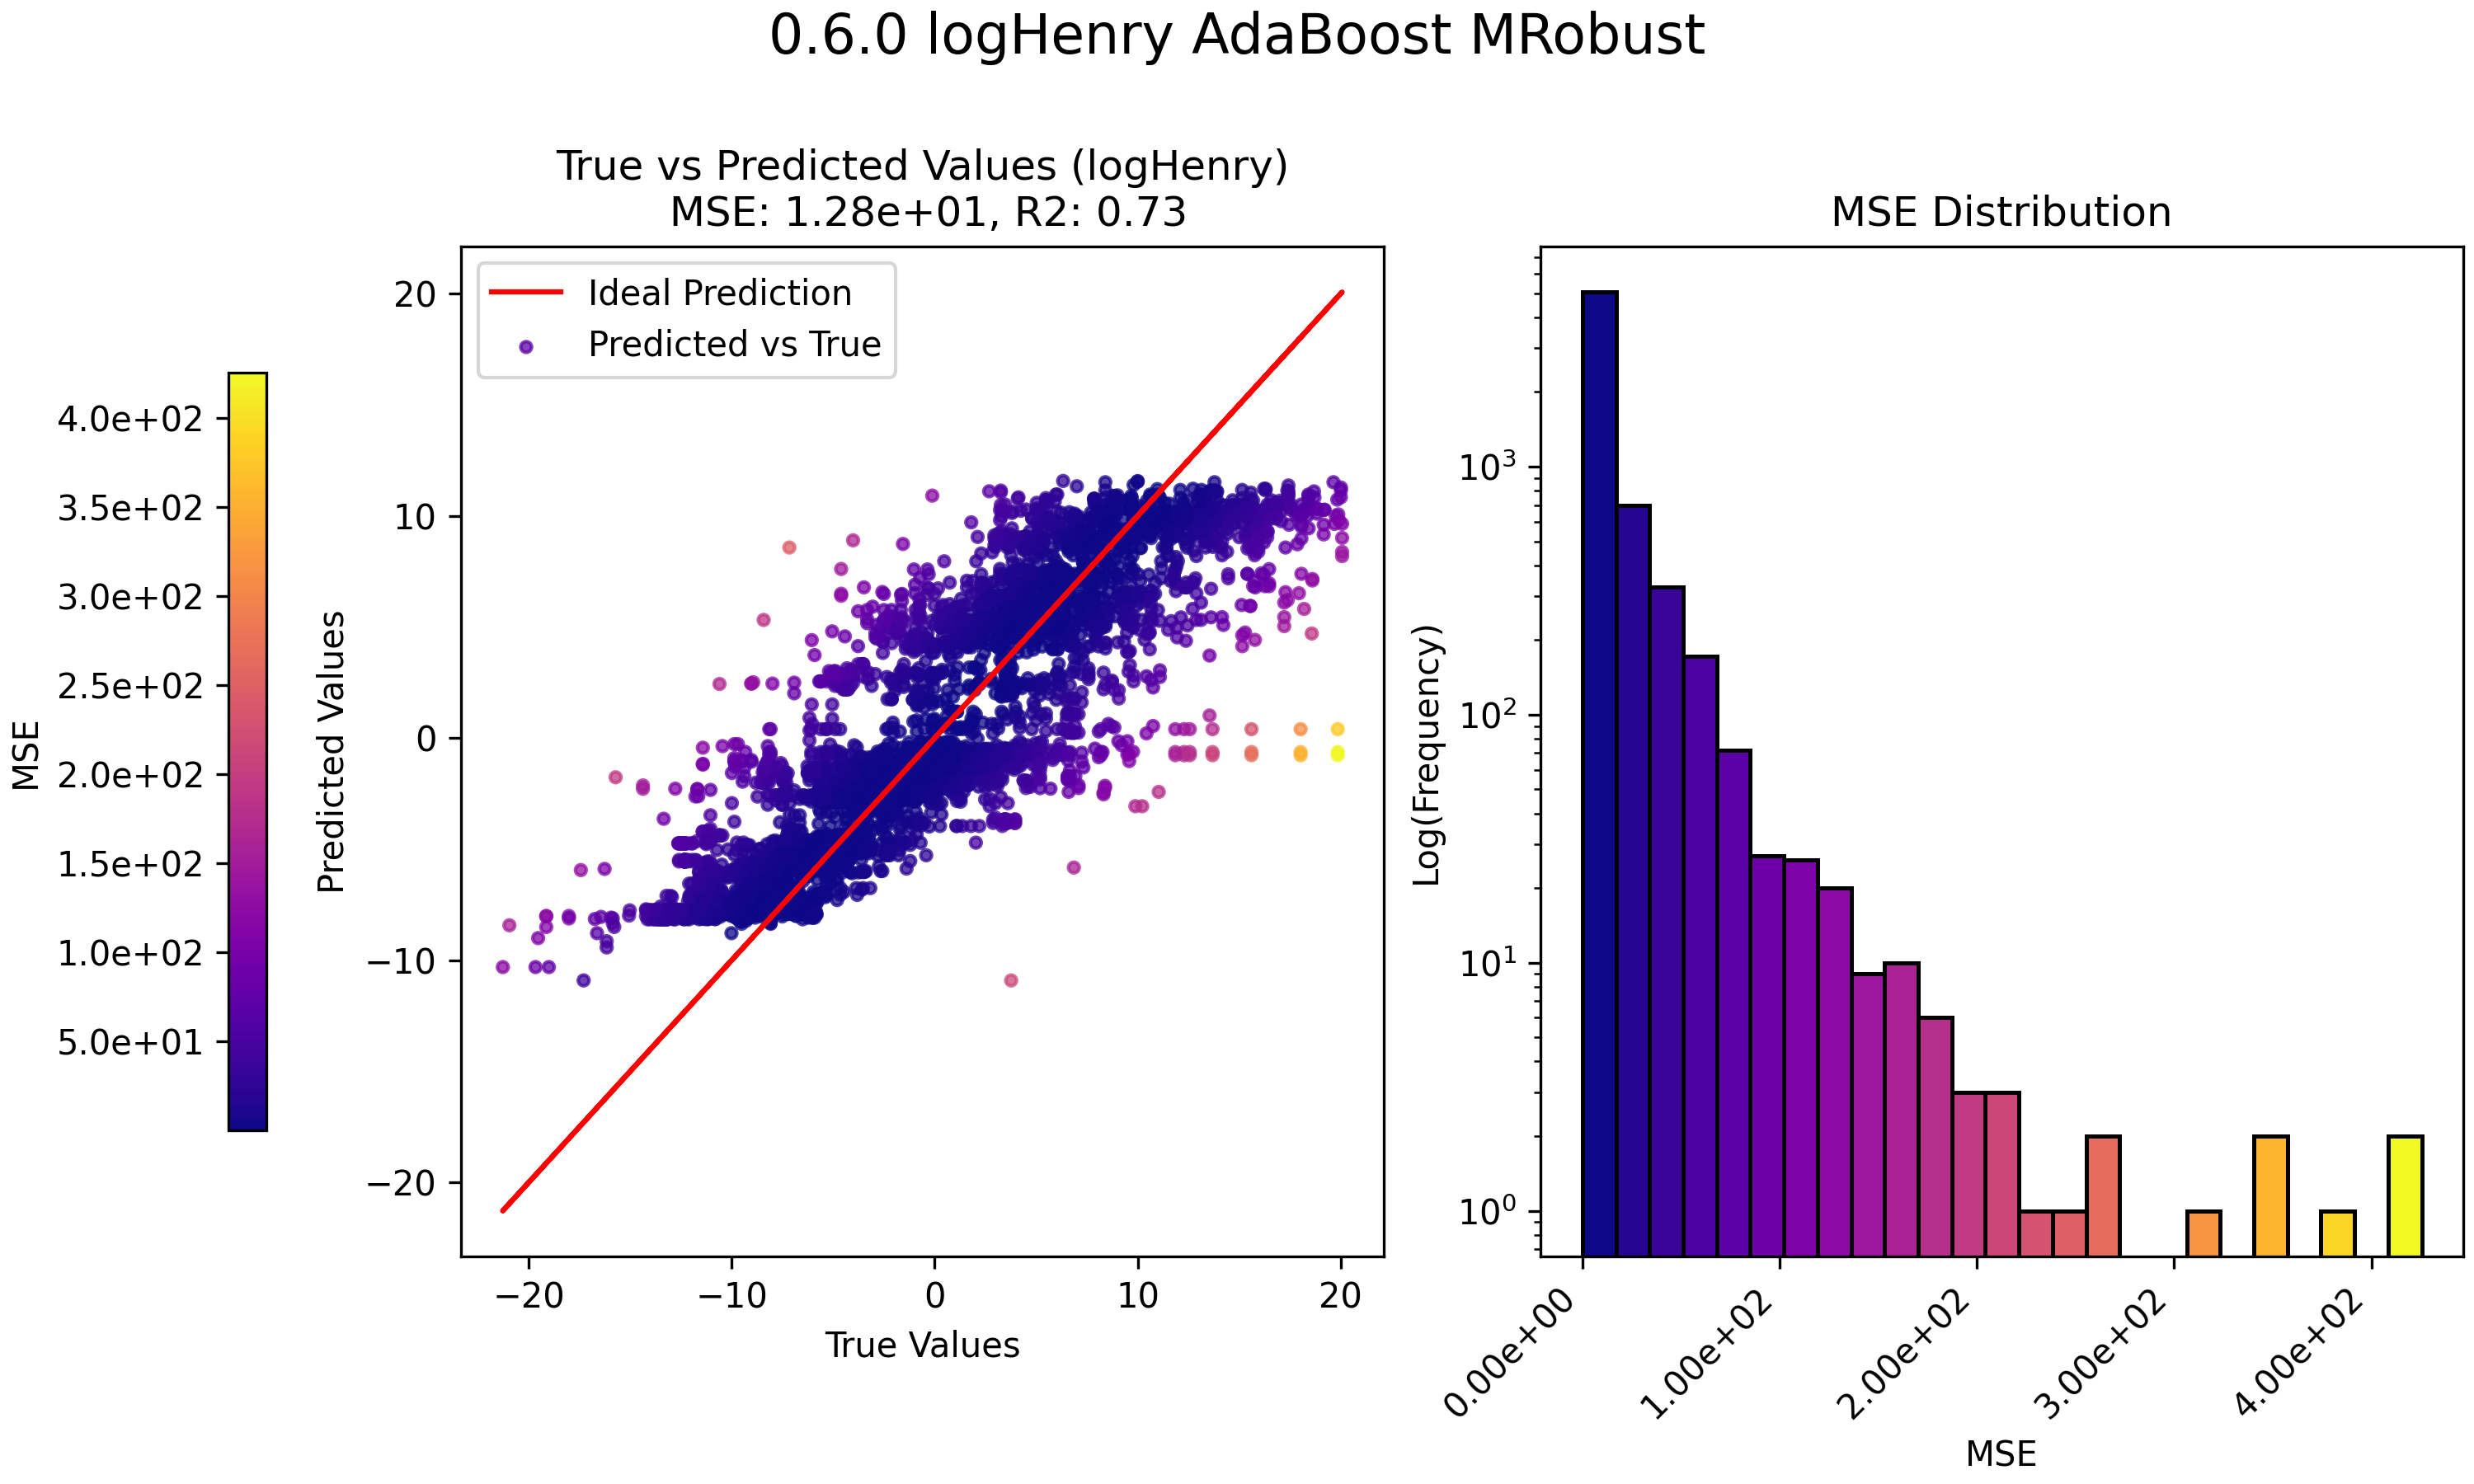 0.6.0 logHenry AdaBoost MRobust
True vs Predicted Values (logHenry)
MSE: 1.28e+01, R2: 0.73
MSE Distribution
Ideal Prediction
Predicted vs True
MSE
4.0e+02
3.5e+02
3.0e+02
2.5e+02
2.0e+02
1.5e+02
1.0e+02
5.0e+01
Predicted Values
20
10
0
−10
−20
−20
−10
0
10
20
True Values
Log(Frequency)
10³
10²
10¹
10⁰
0.00e+00
1.00e+02
2.00e+02
3.00e+02
4.00e+02
MSE